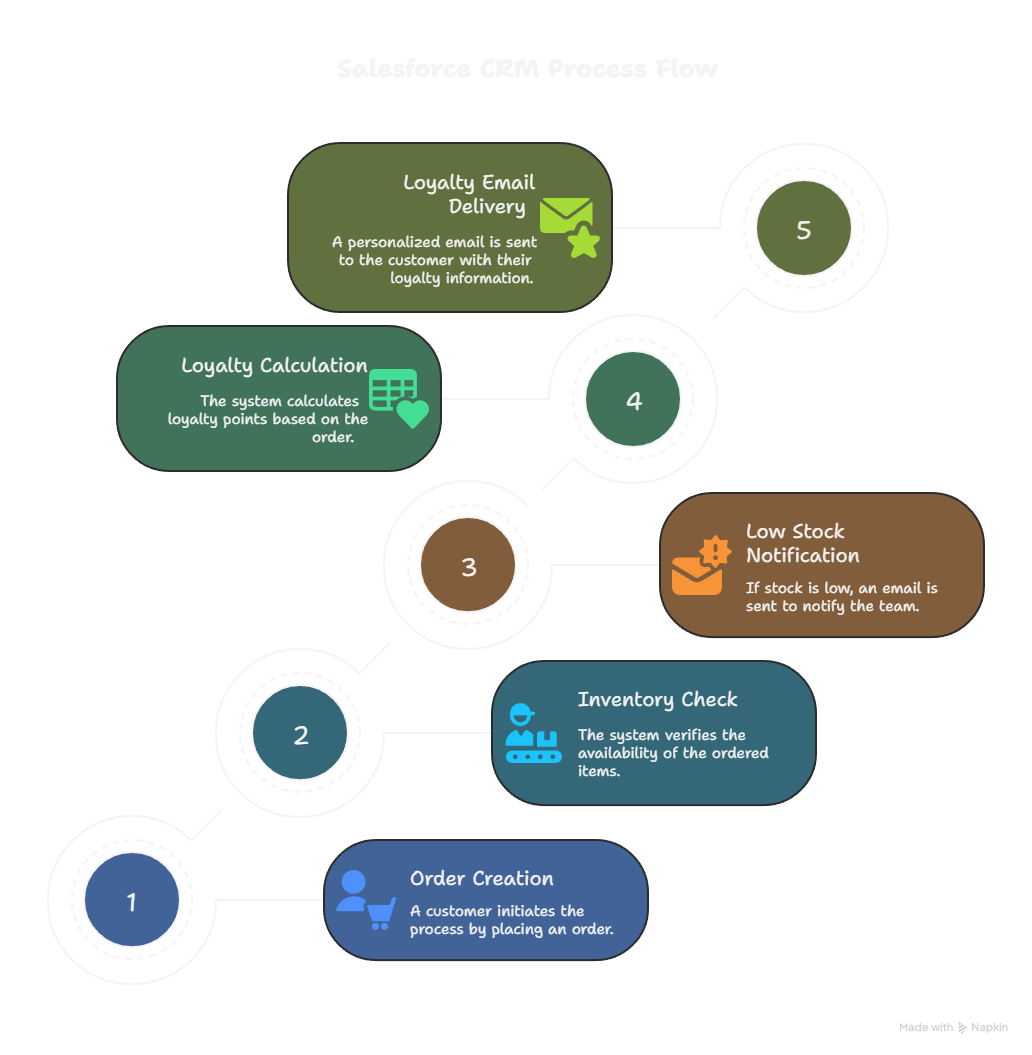 Salesforce CRM Process Flow
Loyalty Email
Delivery
A personalized email is sent
to the customer with their
loyalty information.
5
Loyalty Calculation
The system calculates
loyalty points based on the
order.
4
3
Low Stock
Notification
If stock is low, an email is
sent to notify the team.
2
Inventory Check
The system verifies the
availability of the ordered
items.
1
Order Creation
A customer initiates the
process by placing an order.
Made with Napkin